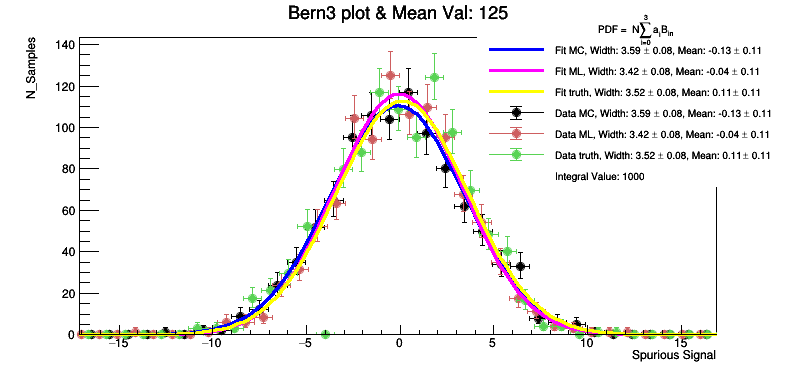 Bern3 plot & Mean Val: 125
PDF = N∑ a_i B_in
3
i=0
Fit MC, Width: 3.59 ± 0.08, Mean: -0.13 ± 0.11
Fit ML, Width: 3.42 ± 0.08, Mean: -0.04 ± 0.11
Fit truth, Width: 3.52 ± 0.08, Mean: 0.11 ± 0.11
Data MC, Width: 3.59 ± 0.08, Mean: -0.13 ± 0.11
Data ML, Width: 3.42 ± 0.08, Mean: -0.04 ± 0.11
Data truth, Width: 3.52 ± 0.08, Mean: 0.11 ± 0.11
Integral Value: 1000
N_Samples
140
120
100
80
60
40
20
0
−15 −10 −5 0 5 10 15
Spurious Signal